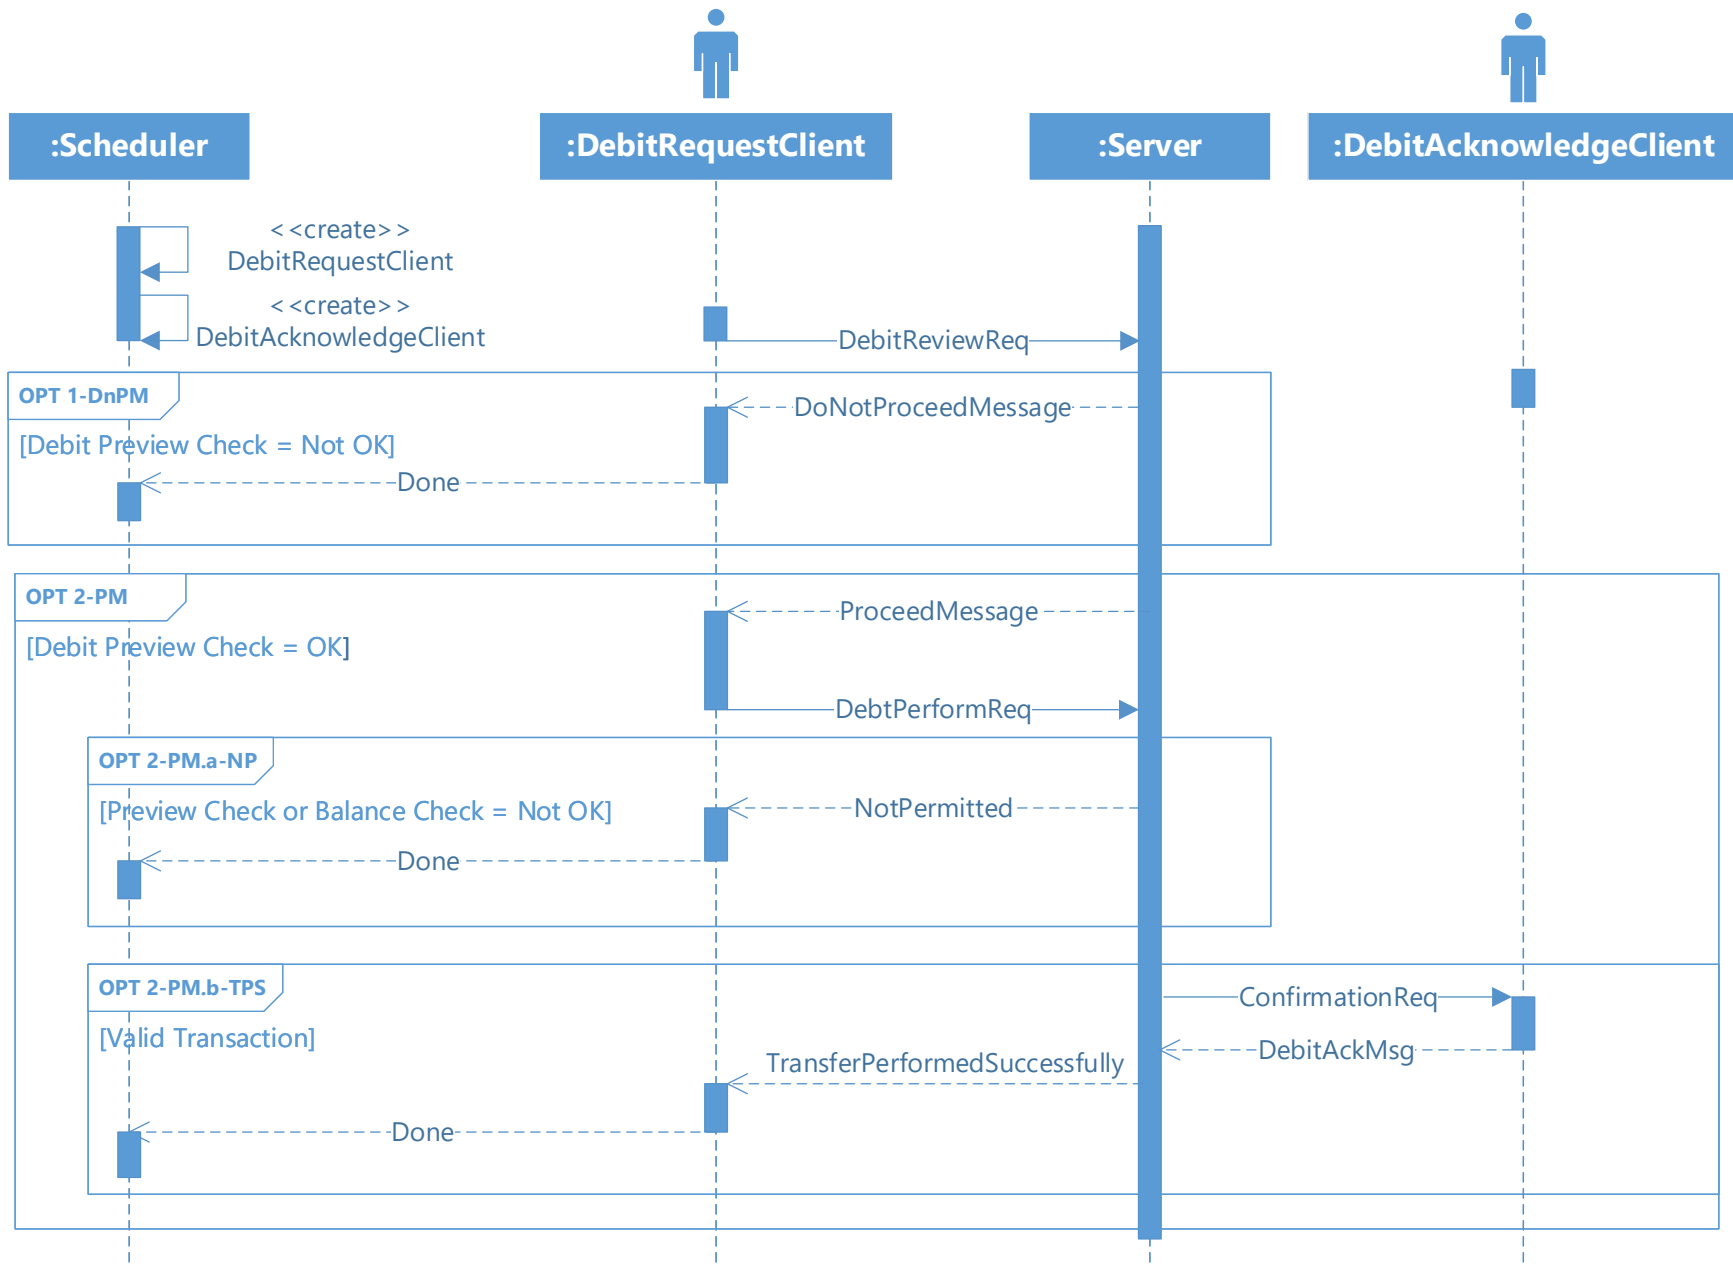 :Scheduler
:DebitRequestClient
:Server
:DebitAcknowledgeClient
<<create>>
DebitRequestClient
<<create>>
DebitAcknowledgeClient
DebitReviewReq
OPT 1-DnPM
DoNotProceedMessage
[Debit Preview Check = Not OK]
Done
OPT 2-PM
ProceedMessage
[Debit Preview Check = OK]
DebtPerformReq
OPT 2-PM.a-NP
[Preview Check or Balance Check = Not OK]
NotPermitted
Done
OPT 2-PM.b-TPS
ConfirmationReq
[Valid Transaction]
DebitAckMsg
TransferPerformedSuccessfully
Done